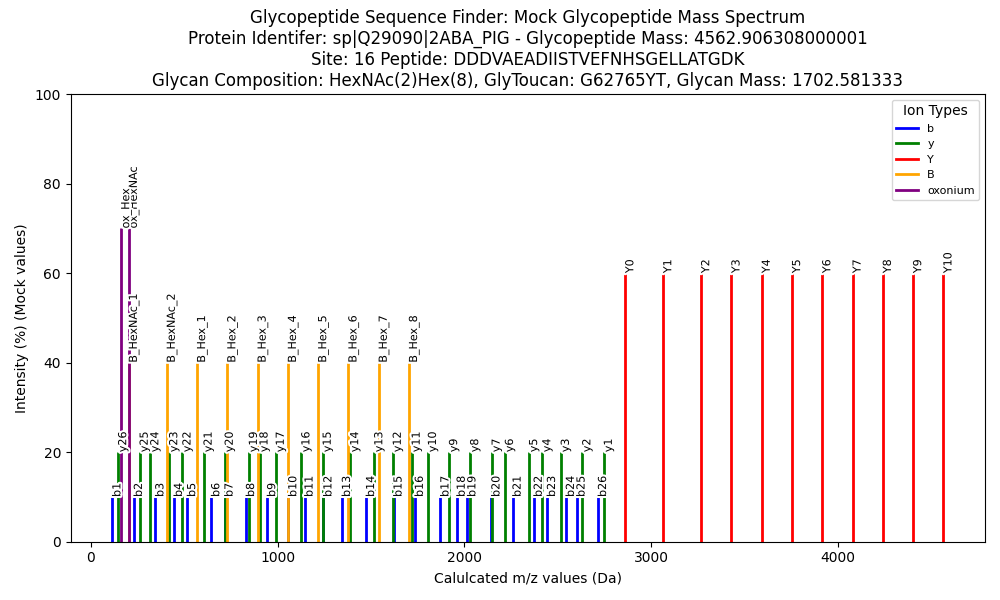 Glycopeptide Sequence Finder: Mock Glycopeptide Mass Spectrum
Protein Identifer: sp|Q29090|2ABA_PIG - Glycopeptide Mass: 4562.906308000001
Site: 16 Peptide: DDDVAEADIISTVEFNHSGELLATGDK
Glycan Composition: HexNAc(2)Hex(8), GlyToucan: G62765YT, Glycan Mass: 1702.581333
Intensity (%) (Mock values)
100
80
60
40
20
0
Ion Types
b
y
Y
B
oxonium
ox_Hex
ox_HexNAc
B_HexNAc_1
B_HexNAc_2
B_Hex_1
B_Hex_2
B_Hex_3
B_Hex_4
B_Hex_5
B_Hex_6
B_Hex_7
B_Hex_8
Y0
Y1
Y2
Y3
Y4
Y5
Y6
Y7
Y8
Y9
Y10
y26
y25
y24
y23
y22
y21
y20
y19
y18
y17
y16
y15
y14
y13
y12
y11
y10
y9
y8
y7
y6
y5
y4
y3
y2
y1
b1
b2
b3
b4
b5
b6
b7
b8
b9
b10
b11
b12
b13
b14
b15
b16
b17
b18
b19
b20
b21
b22
b23
b24
b25
b26
0
1000
2000
3000
4000
Calulcated m/z values (Da)